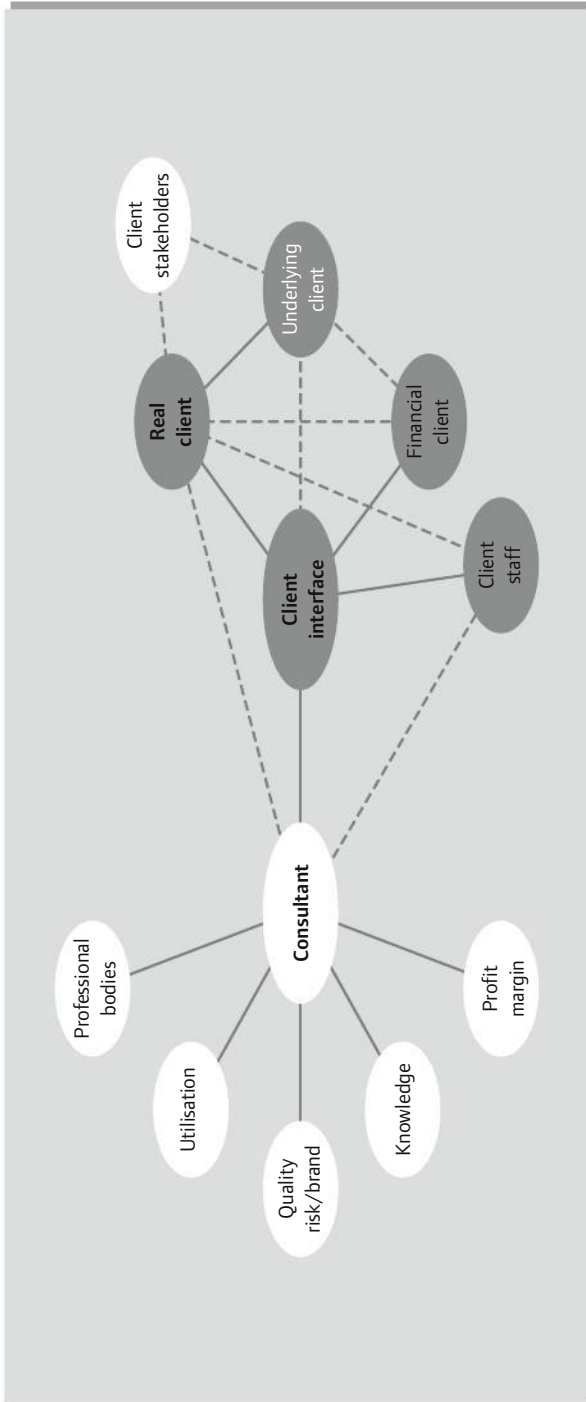 Professional
bodies
Utilisation
Quality
risk/brand
Knowledge
Profit
margin
Consultant
Client
interface
Real
client
Client
stakeholders
Underlying
client
Financial
client
Client
staff